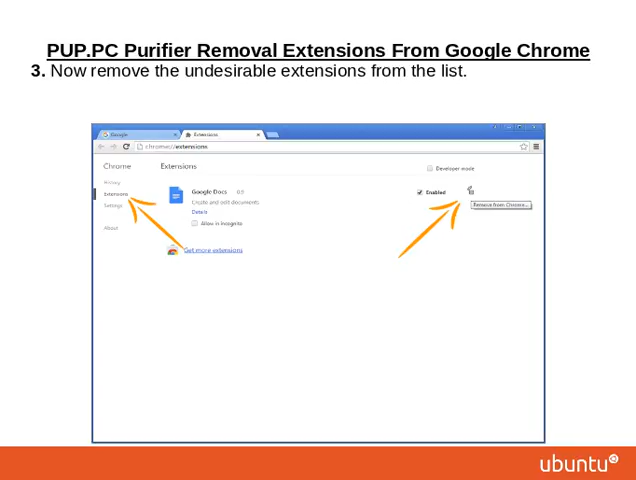 PUP.PC Purifier Removal Extensions From Google Chrome
3. Now remove the undesirable extensions from the list.
Google
Extensions
chrome://extensions
Chrome
Extensions
Developer mode
History
Extensions
Settings
About
Google Docs 0.9
Create and edit documents
Details
Allow in incognito
Enabled
Remove from Chrome...
Get more extensions
ubuntu